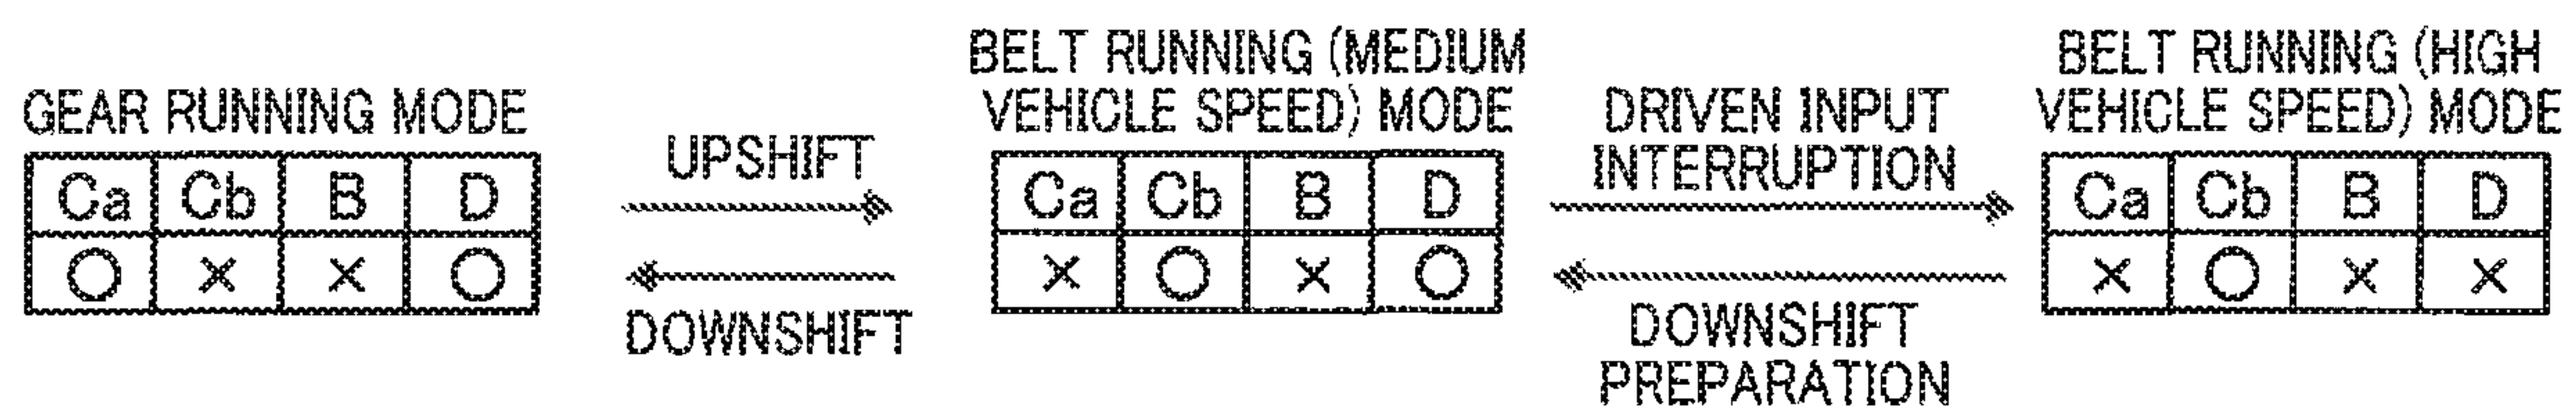 GEAR RUNNING MODE
Ca Cb B D
○ × × ○
UPSHIFT
DOWNSHIFT
BELT RUNNING (MEDIUM
VEHICLE SPEED) MODE
Ca Cb B D
× ○ × ○
DRIVEN INPUT
INTERRUPTION
DOWNSHIFT
PREPARATION
BELT RUNNING (HIGH
VEHICLE SPEED) MODE
Ca Cb B D
× ○ × ×